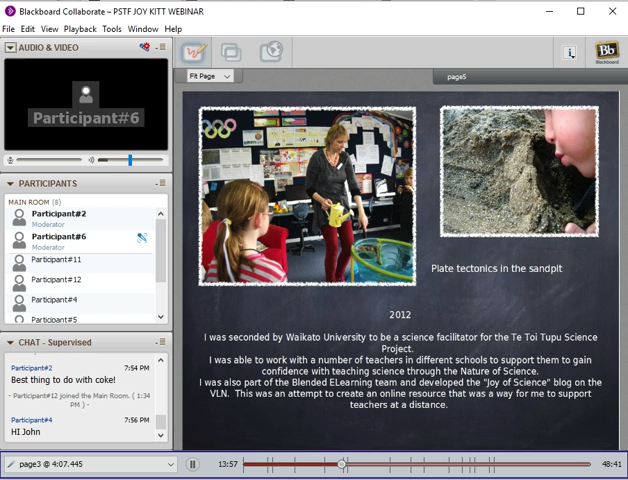 Blackboard Collaborate – PSTF JOY KITT WEBINAR
File Edit View Playback Tools Window Help
AUDIO & VIDEO
Participant#6
PARTICIPANTS
MAIN ROOM (8)
Participant#2
Moderator
Participant#6
Moderator
Participant#11
Participant#12
Participant#4
Participant#5
CHAT - Supervised
Participant#2 7:54 PM
Best thing to do with coke!
- Participant#12 joined the Main Room. ( 1:34
PM ) -
Participant#4 7:56 PM
HI John
Fit Page
page5
Bb
Blackboard
Plate tectonics in the sandpit
2012
I was seconded by Waikato University to be a science facilitator for the Te Toi Tupu Science
Project.
I was able to work with a number of teachers in different schools to support them to gain
confidence with teaching science through the Nature of Science.
I was also part of the Blended ELearning team and developed the "Joy of Science" blog on the
VLN. This was an attempt to create an online resource that was a way for me to support
teachers at a distance.
page3 @ 4:07.445
13:57
48:41